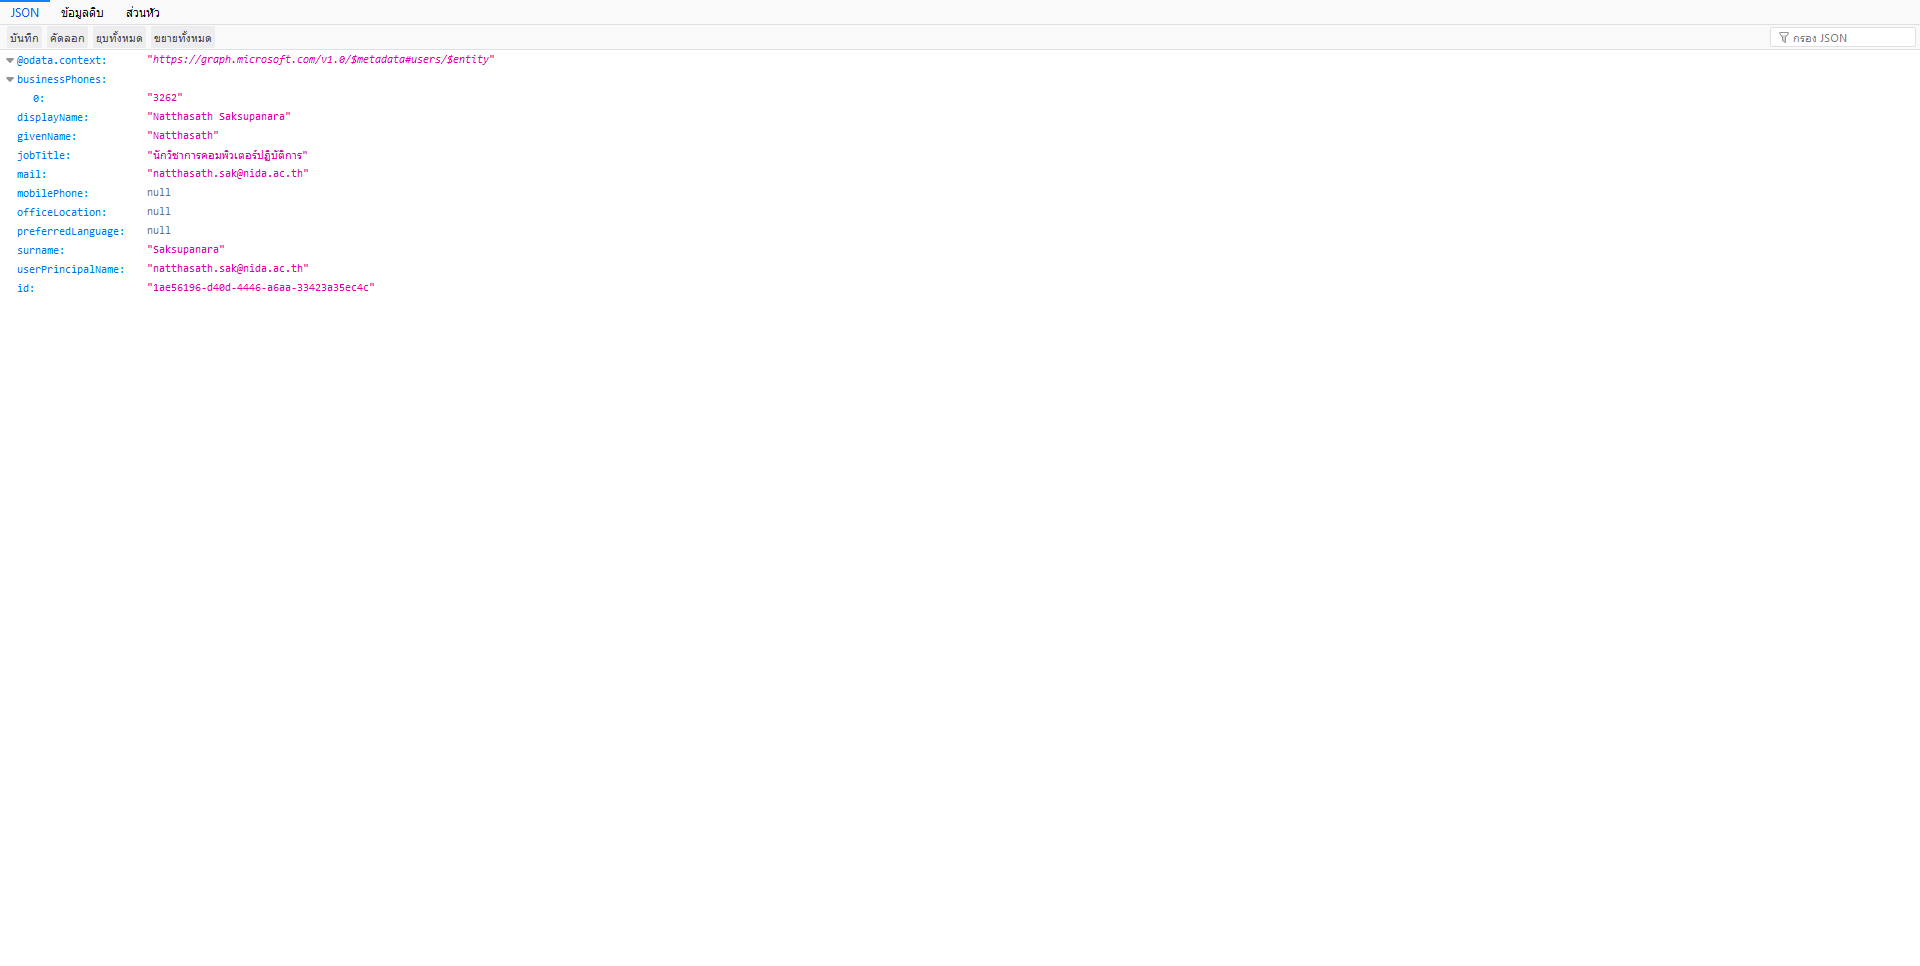 JSON ข้อมูลดิบ ส่วนหัว
บันทึก คัดลอก ยุบทั้งหมด ขยายทั้งหมด กรอง JSON
@odata.context: "https://graph.microsoft.com/v1.0/$metadata#users/$entity"
businessPhones:
0: "3262"
displayName: "Natthasath Saksupanara"
givenName: "Natthasath"
jobTitle: "นักวิชาการคอมพิวเตอร์ปฏิบัติการ"
mail: "natthasath.sak@nida.ac.th"
mobilePhone: null
officeLocation: null
preferredLanguage: null
surname: "Saksupanara"
userPrincipalName: "natthasath.sak@nida.ac.th"
id: "1ae56196-d40d-4446-a6aa-33423a35ec4c"